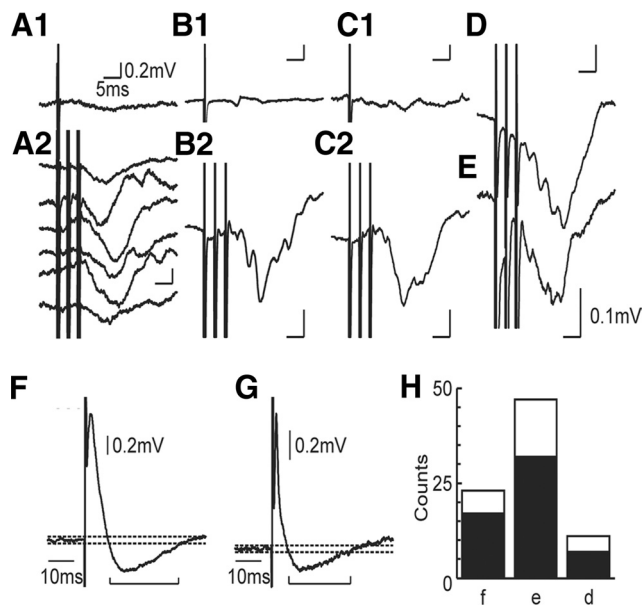 A1
B1
C1
D
0.2mV
5ms
A2
B2
C2
E
0.1mV
F
G
H
0.2mV
0.2mV
10ms
10ms
50
25
0
Counts
f e d